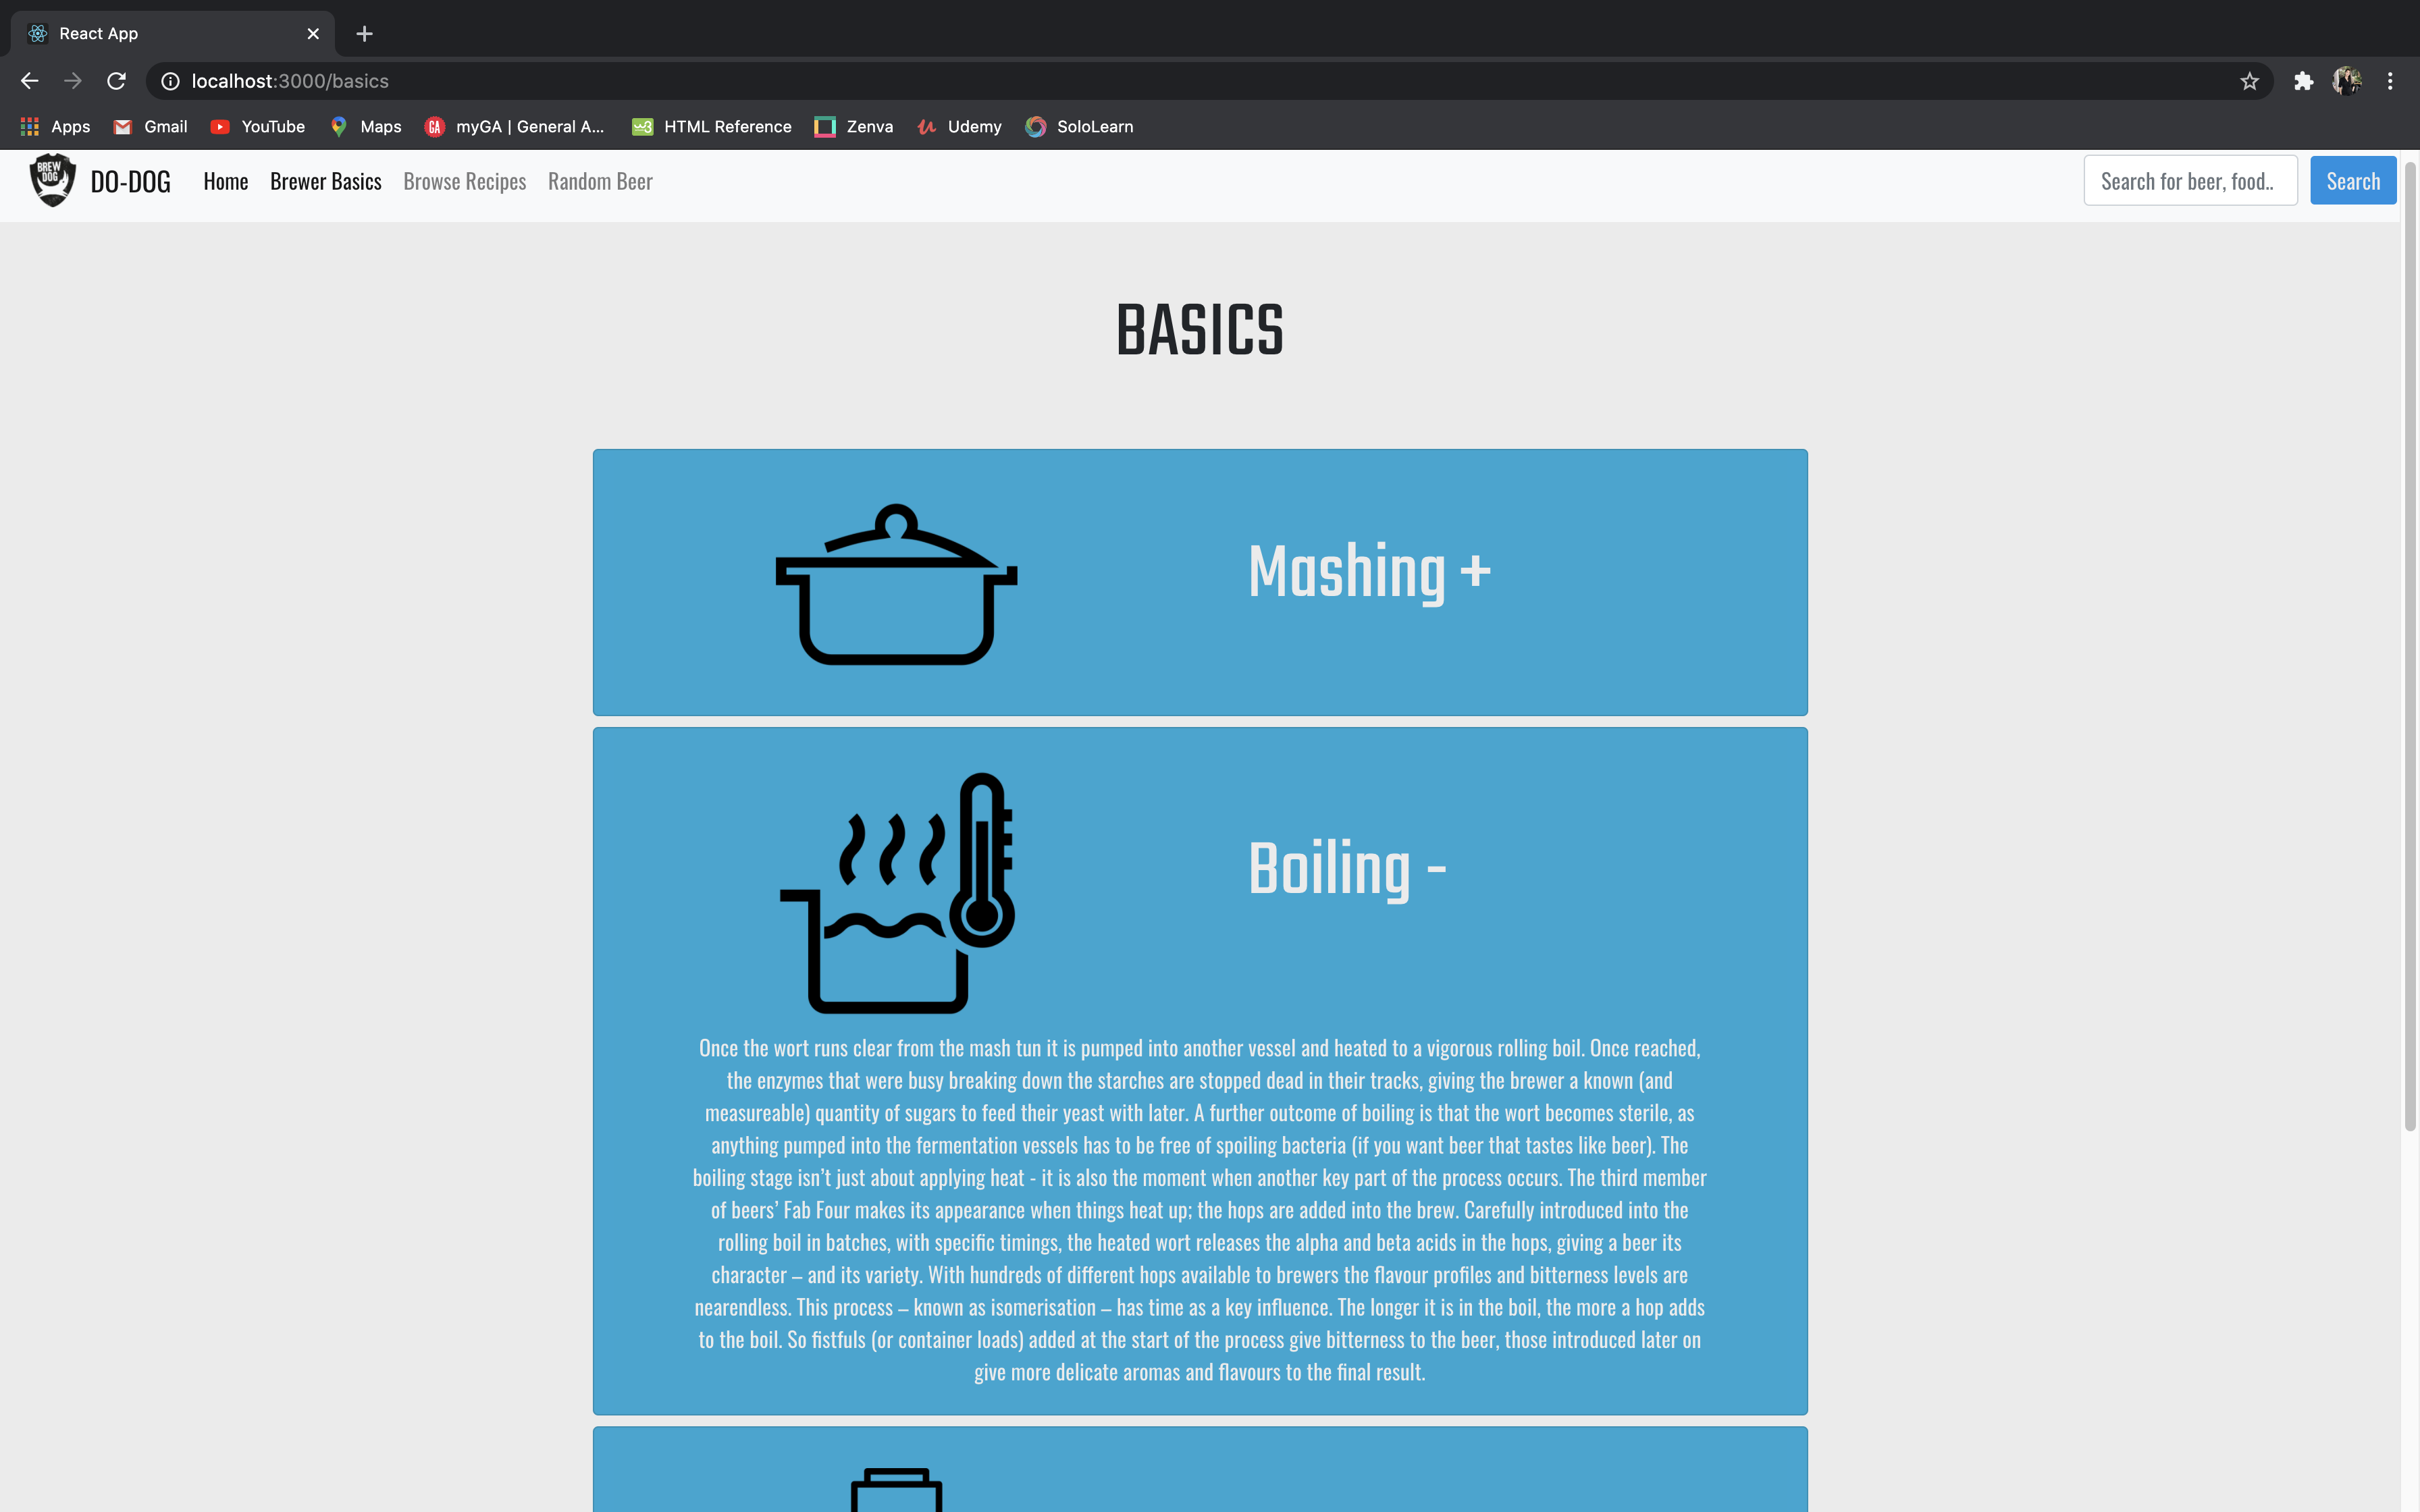 React App
localhost:3000/basics
Apps Gmail YouTube Maps GA myGA | General A... w3 HTML Reference Zenva Udemy SoloLearn
BREW DOG DO-DOG Home Brewer Basics Browse Recipes Random Beer Search for beer, food.. Search
BASICS
Mashing +
Boiling -
Once the wort runs clear from the mash tun it is pumped into another vessel and heated to a vigorous rolling boil. Once reached,
the enzymes that were busy breaking down the starches are stopped dead in their tracks, giving the brewer a known (and
measureable) quantity of sugars to feed their yeast with later. A further outcome of boiling is that the wort becomes sterile, as
anything pumped into the fermentation vessels has to be free of spoiling bacteria (if you want beer that tastes like beer). The
boiling stage isn’t just about applying heat - it is also the moment when another key part of the process occurs. The third member
of beers’ Fab Four makes its appearance when things heat up; the hops are added into the brew. Carefully introduced into the
rolling boil in batches, with specific timings, the heated wort releases the alpha and beta acids in the hops, giving a beer its
character – and its variety. With hundreds of different hops available to brewers the flavour profiles and bitterness levels are
nearendless. This process – known as isomerisation – has time as a key influence. The longer it is in the boil, the more a hop adds
to the boil. So fistfuls (or container loads) added at the start of the process give bitterness to the beer, those introduced later on
give more delicate aromas and flavours to the final result.